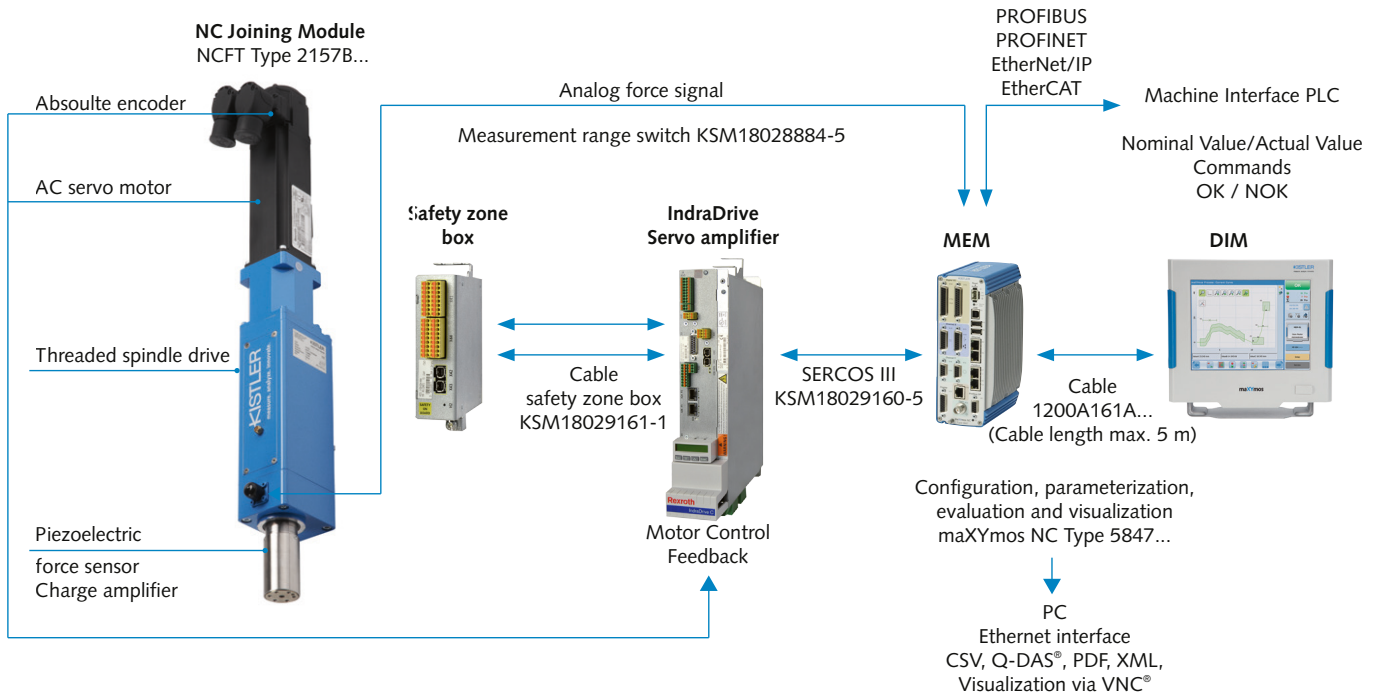 NC Joining Module
NCFT Type 2157B...
Absoulte encoder
AC servo motor
Threaded spindle drive
Piezoelectric
force sensor
Charge amplifier
KISTLER
measure. analyze. innovate.
Analog force signal
Measurement range switch KSM18028884-5
Safety zone
box
Cable
safety zone box
KSM18029161-1
IndraDrive
Servo amplifier
Rexroth
IndraDrive C
Motor Control
Feedback
SERCOS III
KSM18029160-5
PROFIBUS
PROFINET
EtherNet/IP
EtherCAT
Machine Interface PLC
Nominal Value/Actual Value
Commands
OK / NOK
MEM
Cable
1200A161A...
(Cable length max. 5 m)
DIM
KISTLER
maXYmos
Configuration, parameterization,
evaluation and visualization
maXYmos NC Type 5847...
PC
Ethernet interface
CSV, Q-DAS®, PDF, XML,
Visualization via VNC®